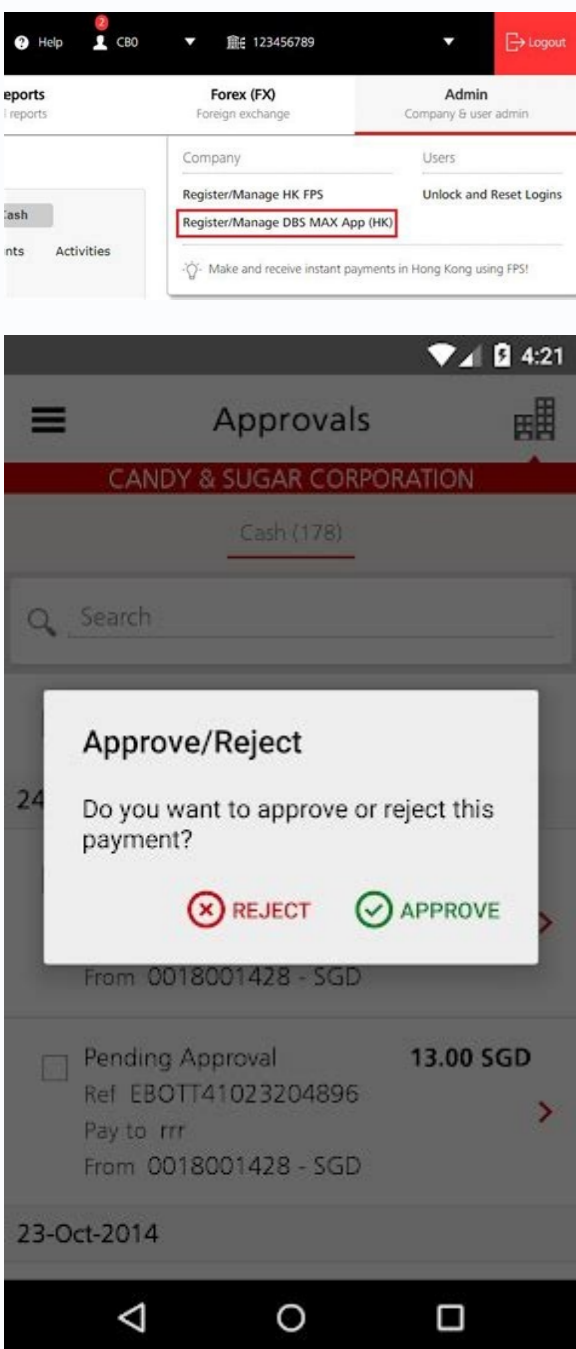 2
Help CBO 123456789 Logout
eports Forex (FX) Admin
l reports Foreign exchange Company & user admin
Company Users
Register/Manage HK FPS Unlock and Reset Logins
Cash Register/Manage DBS MAX App (HK)
nts Activities
Make and receive instant payments in Hong Kong using FPS!
4:21
Approvals
CANDY & SUGAR CORPORATION
Cash (178)
Search
Approve/Reject
24
Do you want to approve or reject this
payment?
REJECT APPROVE
From 0018001428 - SGD
Pending Approval 13.00 SGD
Ref EBOTT41023204896
Pay to rrr
From 0018001428 - SGD
23-Oct-2014